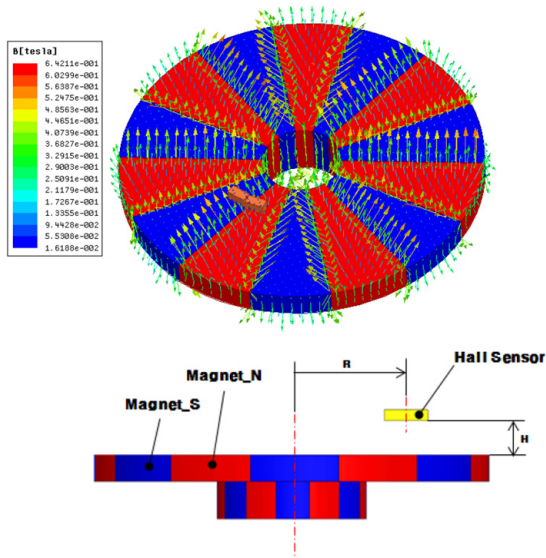 B[tesla]
6.4211e-001
6.0299e-001
5.6387e-001
5.2475e-001
4.8563e-001
4.4651e-001
4.0739e-001
3.6827e-001
3.2915e-001
2.9003e-001
2.5091e-001
2.1179e-001
1.7267e-001
1.3355e-001
9.4428e-002
5.5308e-002
1.6188e-002
Hall Sensor
R
Magnet_N
Magnet_S
H